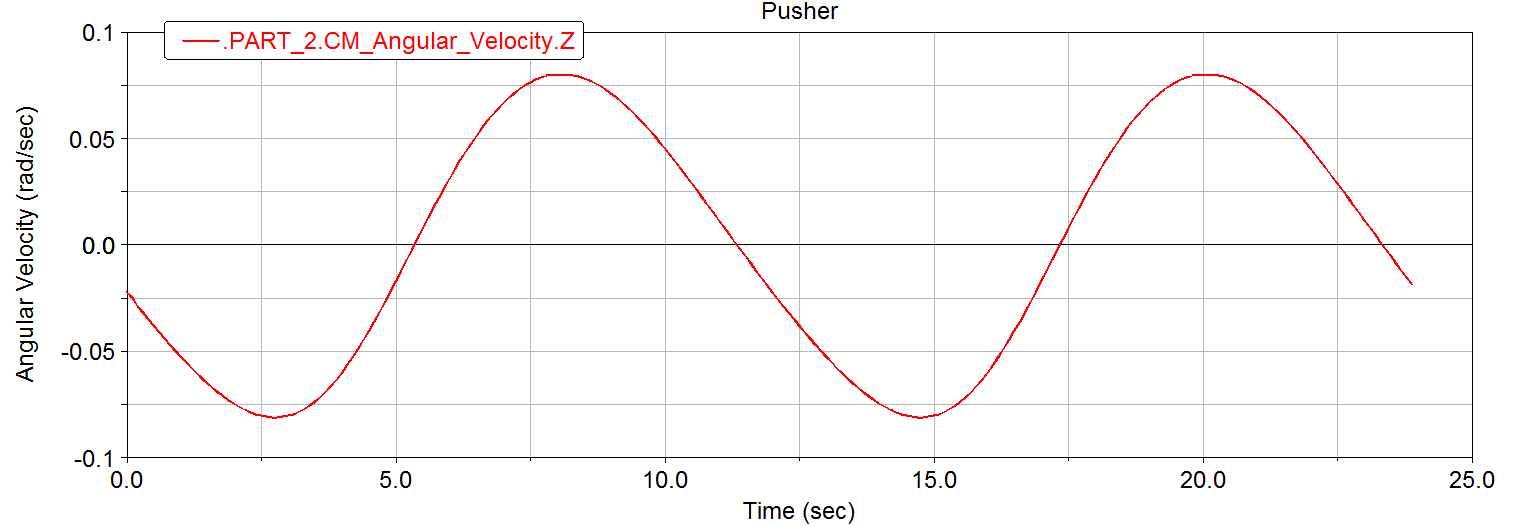 Pusher
.PART_2.CM_Angular_Velocity.Z
Angular Velocity (rad/sec)
0.1
0.05
0.0
-0.05
-0.1
0.0 5.0 10.0 15.0 20.0 25.0
Time (sec)